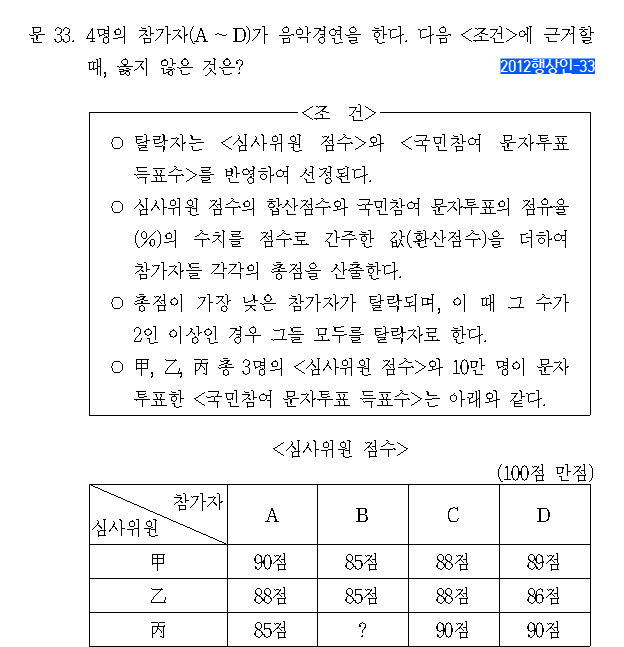 문 33. 4명의 참가자(A ~ D)가 음악경연을 한다. 다음 <조건>에 근거할
때, 옳지 않은 것은?
2012행상인-33
<조 건>
○ 탈락자는 <심사위원 점수>와 <국민참여 문자투표
득표수>를 반영하여 선정된다.
○ 심사위원 점수의 합산점수와 국민참여 문자투표의 점유율
(%)의 수치를 점수로 간주한 값(환산점수)을 더하여
참가자들 각각의 총점을 산출한다.
○ 총점이 가장 낮은 참가자가 탈락되며, 이 때 그 수가
2인 이상인 경우 그들 모두를 탈락자로 한다.
○ 甲, 乙, 丙 총 3명의 <심사위원 점수>와 10만 명이 문자
투표한 <국민참여 문자투표 득표수>는 아래와 같다.
<심사위원 점수>
(100점 만점)
참가자
심사위원
A B C D
甲 90점 85점 88점 89점
乙 88점 85점 88점 86점
丙 85점 ? 90점 90점